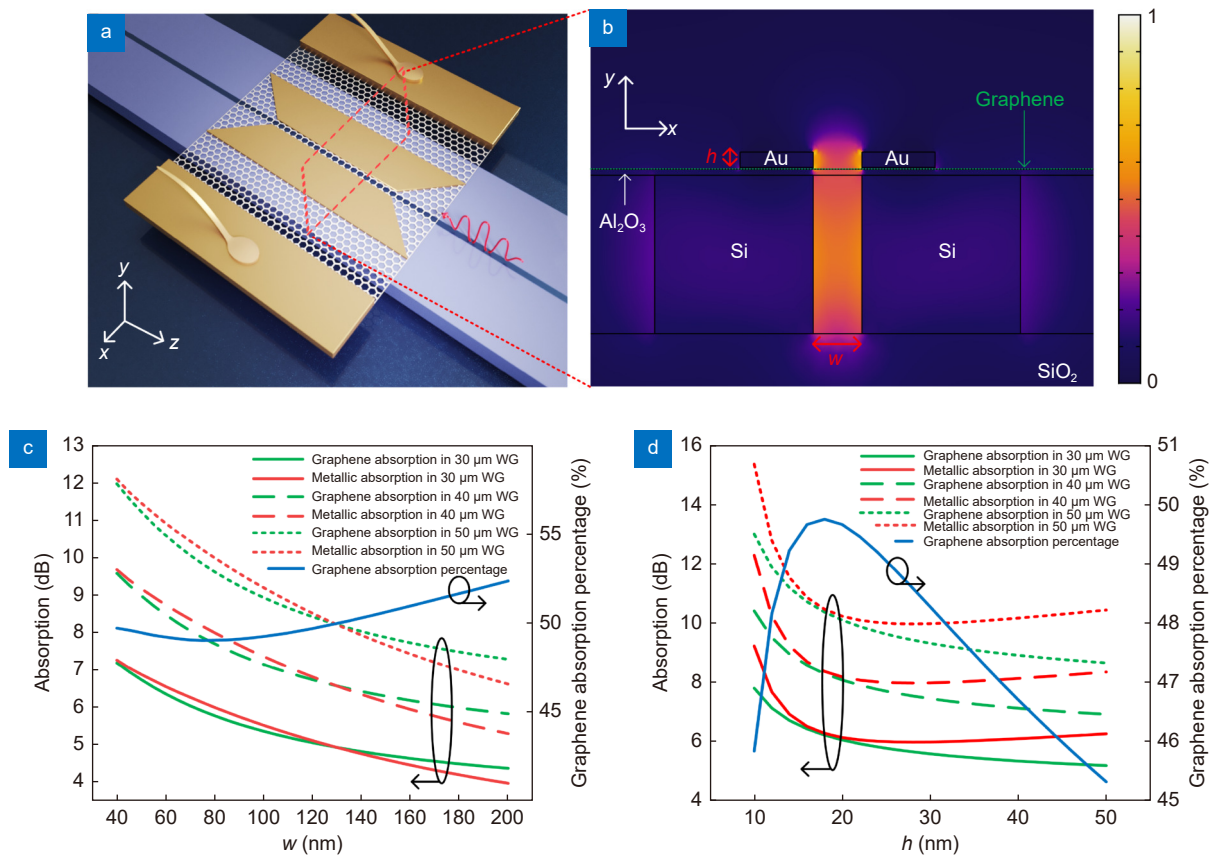 a
y
x
z
b
y
x
Graphene
h
Au
Au
Al2O3
Si
Si
w
SiO2
1
0
c
Absorption (dB)
13
12
11
10
9
8
7
6
5
4
Graphene absorption in 30 μm WG
Metallic absorption in 30 μm WG
Graphene absorption in 40 μm WG
Metallic absorption in 40 μm WG
Graphene absorption in 50 μm WG
Metallic absorption in 50 μm WG
Graphene absorption percentage
55
50
45
Graphene absorption percentage (%)
40 60 80 100 120 140 160 180 200
w (nm)
d
Absorption (dB)
16
14
12
10
8
6
4
Graphene absorption in 30 μm WG
Metallic absorption in 30 μm WG
Graphene absorption in 40 μm WG
Metallic absorption in 40 μm WG
Graphene absorption in 50 μm WG
Metallic absorption in 50 μm WG
Graphene absorption percentage
51
50
49
48
47
46
45
Graphene absorption percentage (%)
10 20 30 40 50
h (nm)